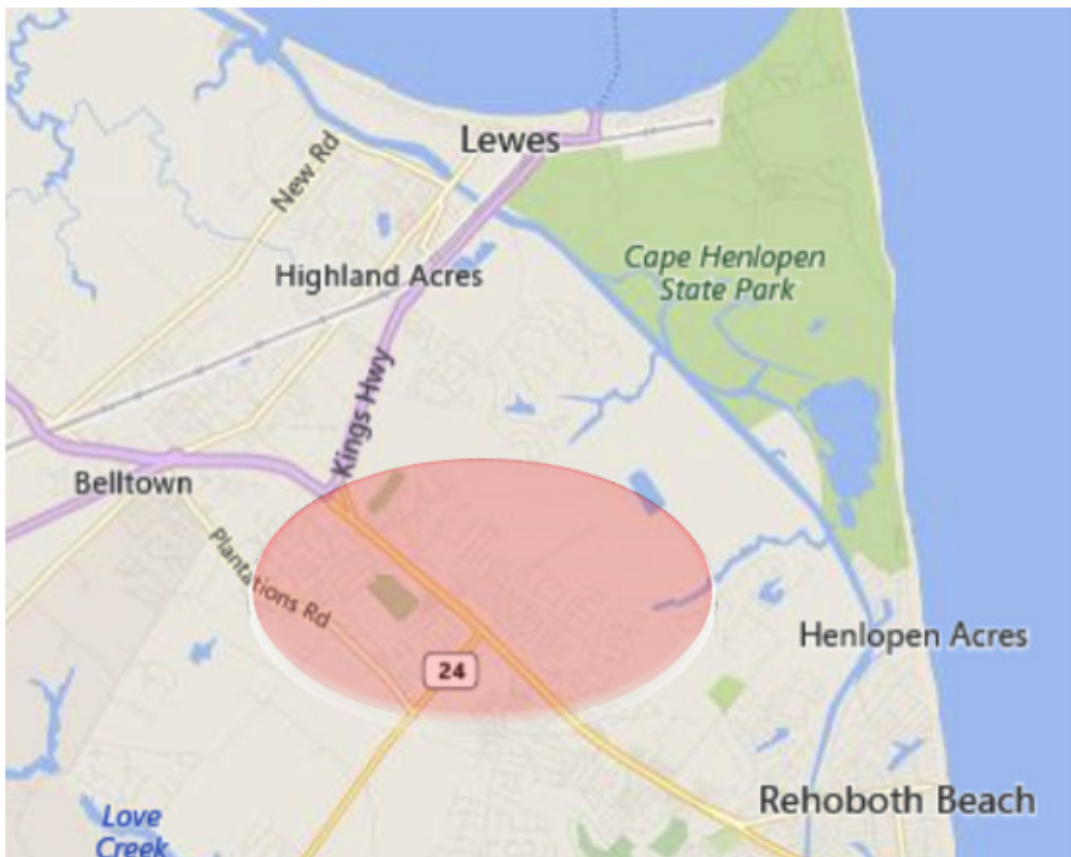 Lewes
New Rd
Cape Henlopen
State Park
Highland Acres
Kings Hwy
Belltown
Plantations Rd
Henlopen Acres
24
Rehoboth Beach
Love
Creek